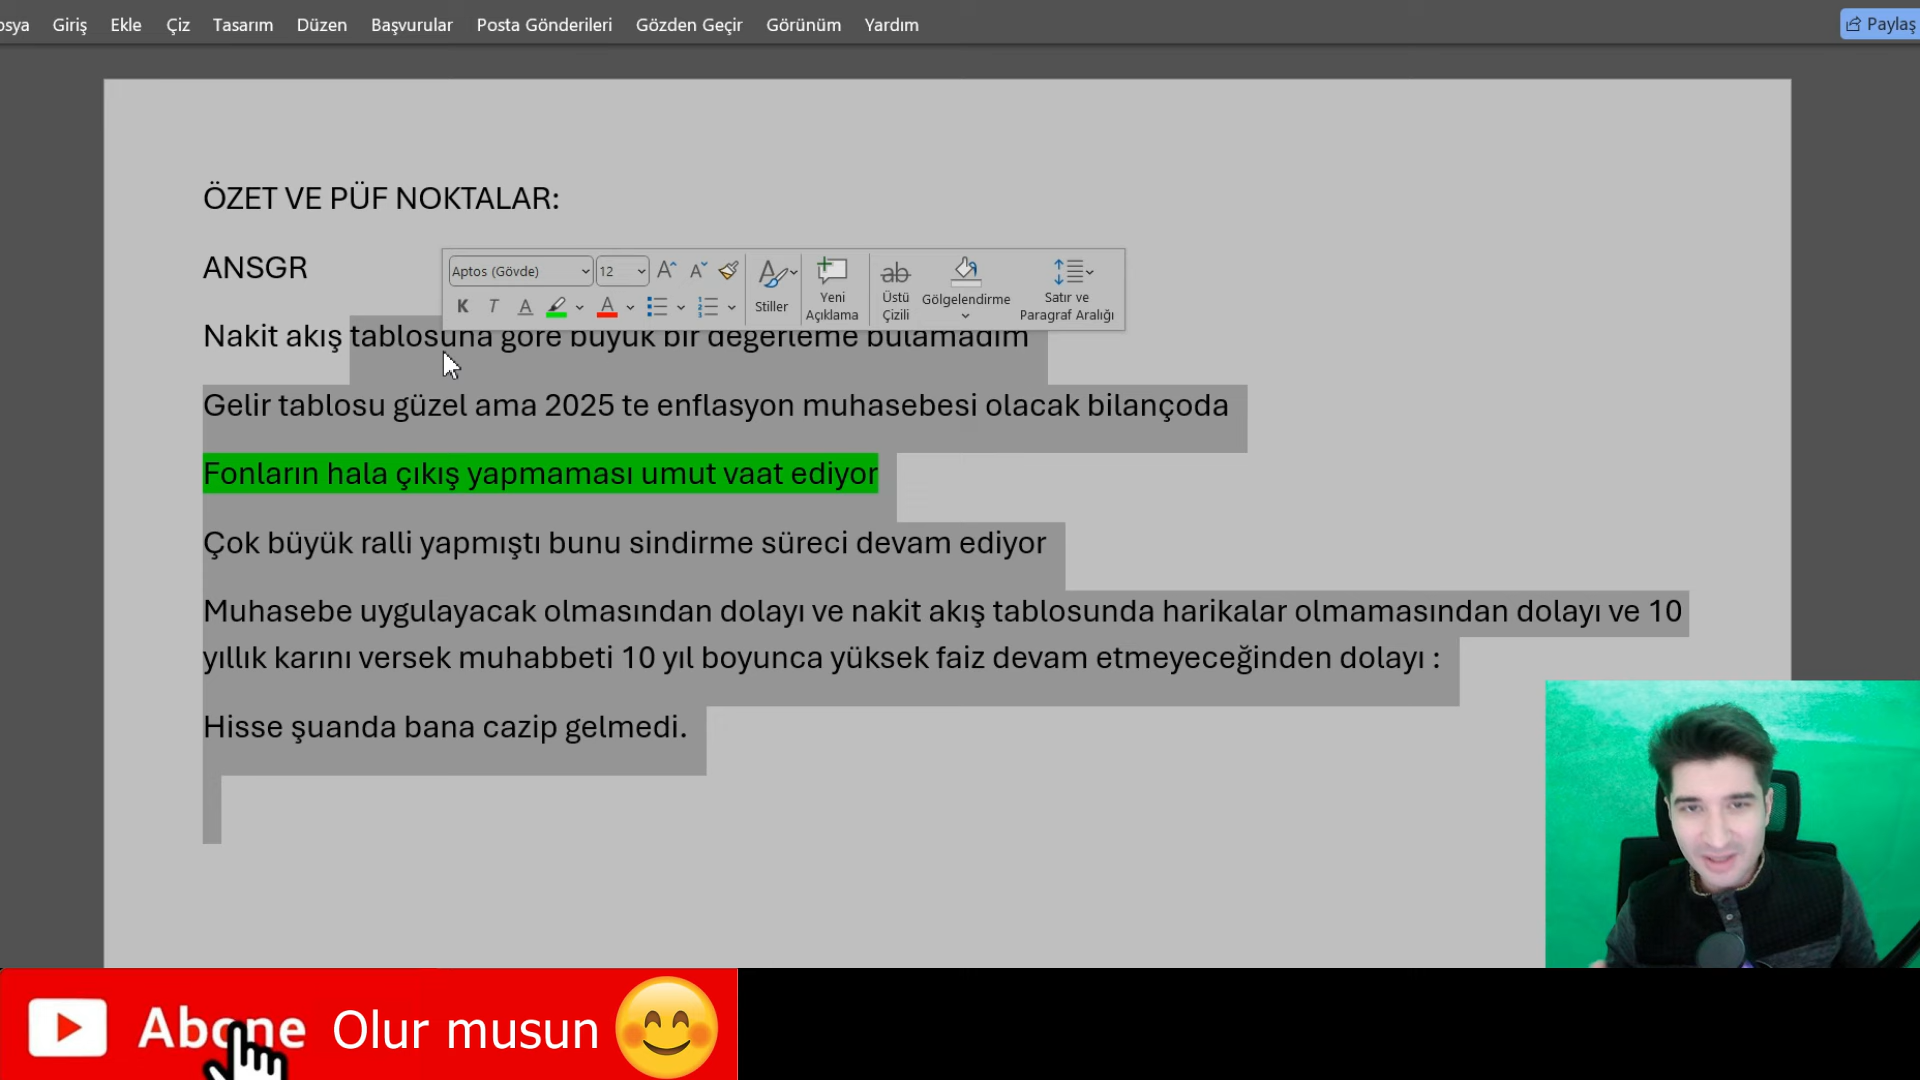 osya Giriş Ekle Çiz Tasarım Düzen Başvurular Posta Gönderileri Gözden Geçir Görünüm Yardım Paylaş
ÖZET VE PÜF NOKTALAR:
ANSGR
Aptos (Gövde) 12
K T A A Stiller Yeni Açıklama ab Üstü Çizili Gölgelendirme Satır ve Paragraf Aralığı
Nakit akış tablosuna göre büyük bir değerleme bulamadım
Gelir tablosu güzel ama 2025 te enflasyon muhasebesi olacak bilançoda
Fonların hala çıkış yapmaması umut vaat ediyor
Çok büyük ralli yapmıştı bunu sindirme süreci devam ediyor
Muhasebe uygulayacak olmasından dolayı ve nakit akış tablosunda harikalar olmamasından dolayı ve 10
yıllık karını versek muhabbeti 10 yıl boyunca yüksek faiz devam etmeyeceğinden dolayı :
Hisse şuanda bana cazip gelmedi.
Abone Olur musun